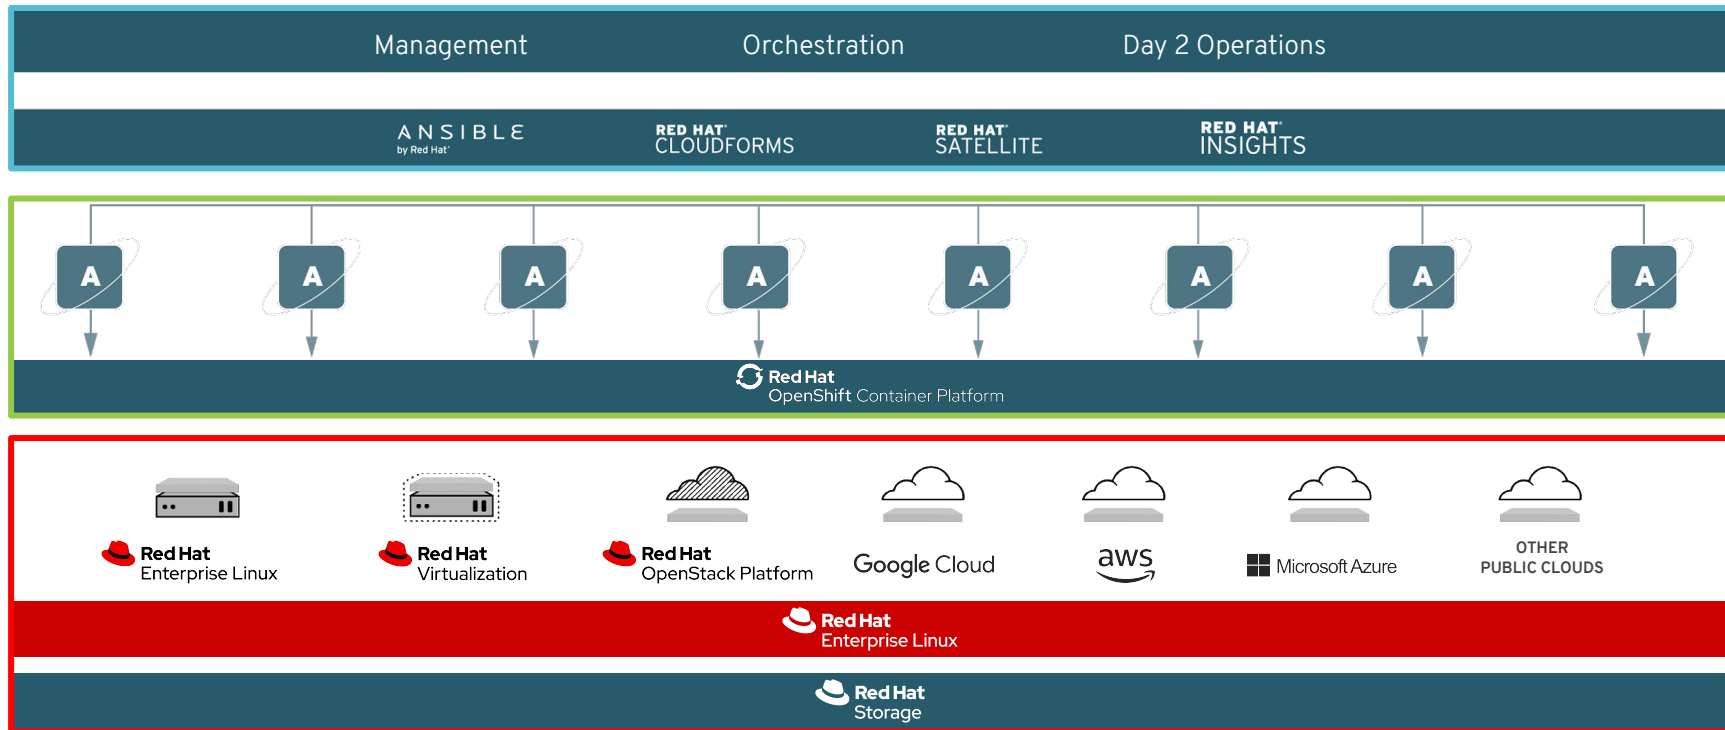 Management Orchestration Day 2 Operations
ANSIBLE
by Red Hat®
RED HAT®
CLOUDFORMS
RED HAT®
SATELLITE
RED HAT®
INSIGHTS
A A A A A A A A
Red Hat
OpenShift Container Platform
Red Hat
Enterprise Linux
Red Hat
Virtualization
Red Hat
OpenStack Platform
Google Cloud
aws
Microsoft Azure
OTHER
PUBLIC CLOUDS
Red Hat
Enterprise Linux
Red Hat
Storage